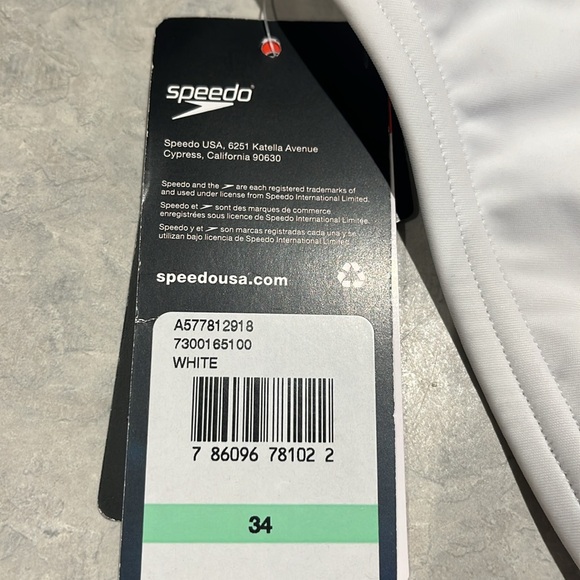 speedo
Speedo USA, 6251 Katella Avenue
Cypress, California 90630
Speedo and the are each registered trademarks of
and used under license from Speedo International Limited.
Speedo et sont des marques de commerce
enregistrées sous licence de Speedo International Limitée.
Speedo y et son marcas registradas cada una y se
utilizan bajo licencia de Speedo International Limited
speedousa.com
A577812918
7300165100
WHITE
7 86096 78102 2
34